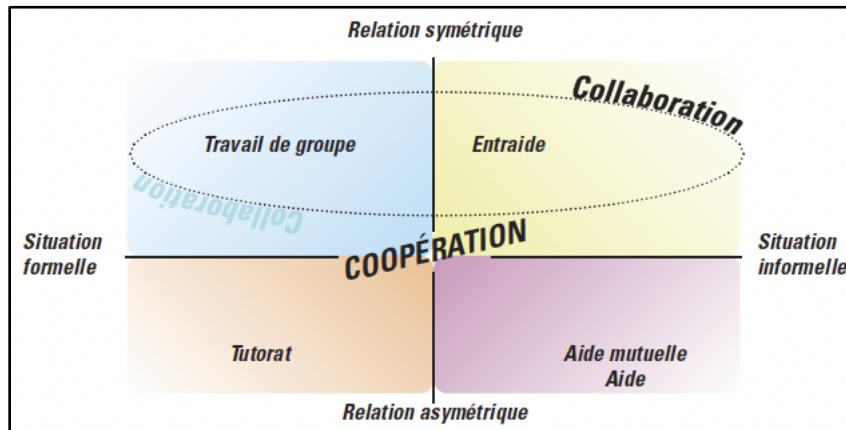 Relation symétrique
Collaboration
Travail de groupe
Entraide
Collaboration
Situation
formelle
COOPÉRATION
Situation
informelle
Tutorat
Aide mutuelle
Aide
Relation asymétrique